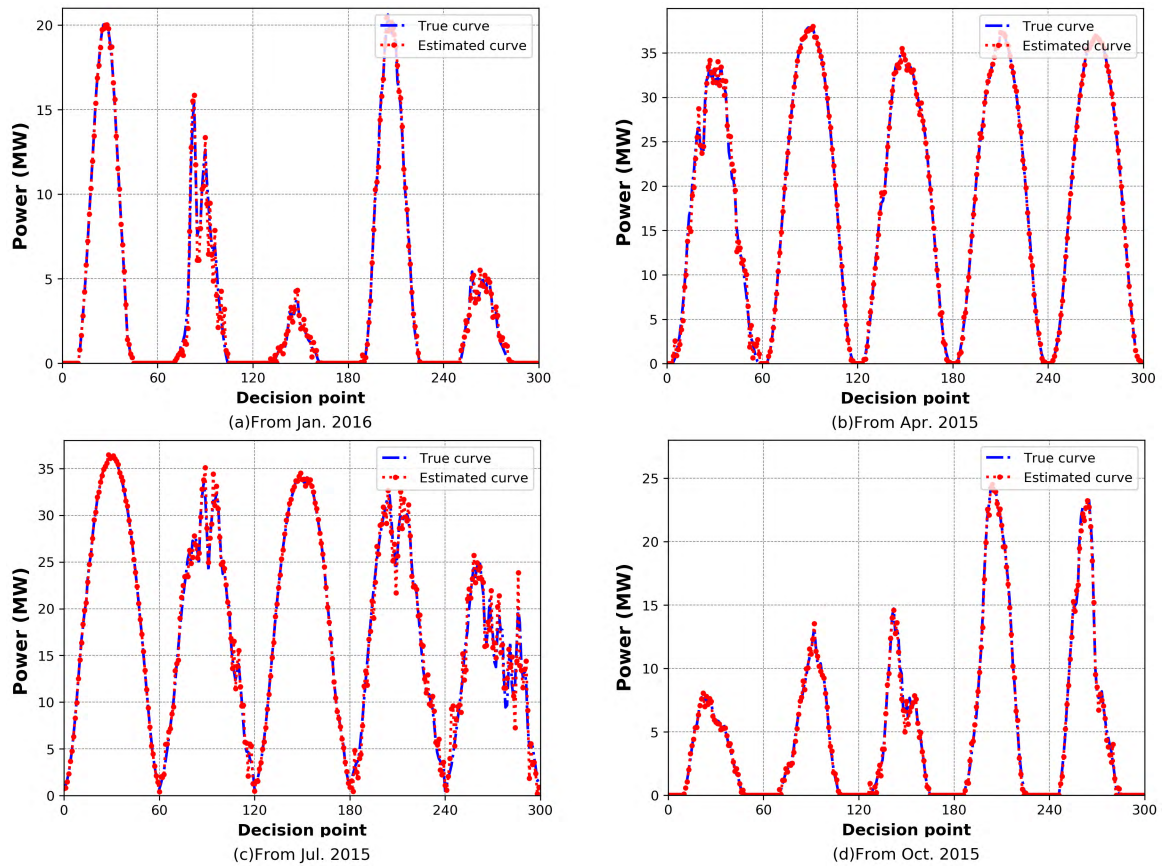 20
15
10
5
0
Power (MW)
True curve
Estimated curve
0 60 120 180 240 300
Decision point
(a)From Jan. 2016
35
30
25
20
15
10
5
0
Power (MW)
True curve
Estimated curve
0 60 120 180 240 300
Decision point
(b)From Apr. 2015
35
30
25
20
15
10
5
0
Power (MW)
True curve
Estimated curve
0 60 120 180 240 300
Decision point
(c)From Jul. 2015
25
20
15
10
5
0
Power (MW)
True curve
Estimated curve
0 60 120 180 240 300
Decision point
(d)From Oct. 2015